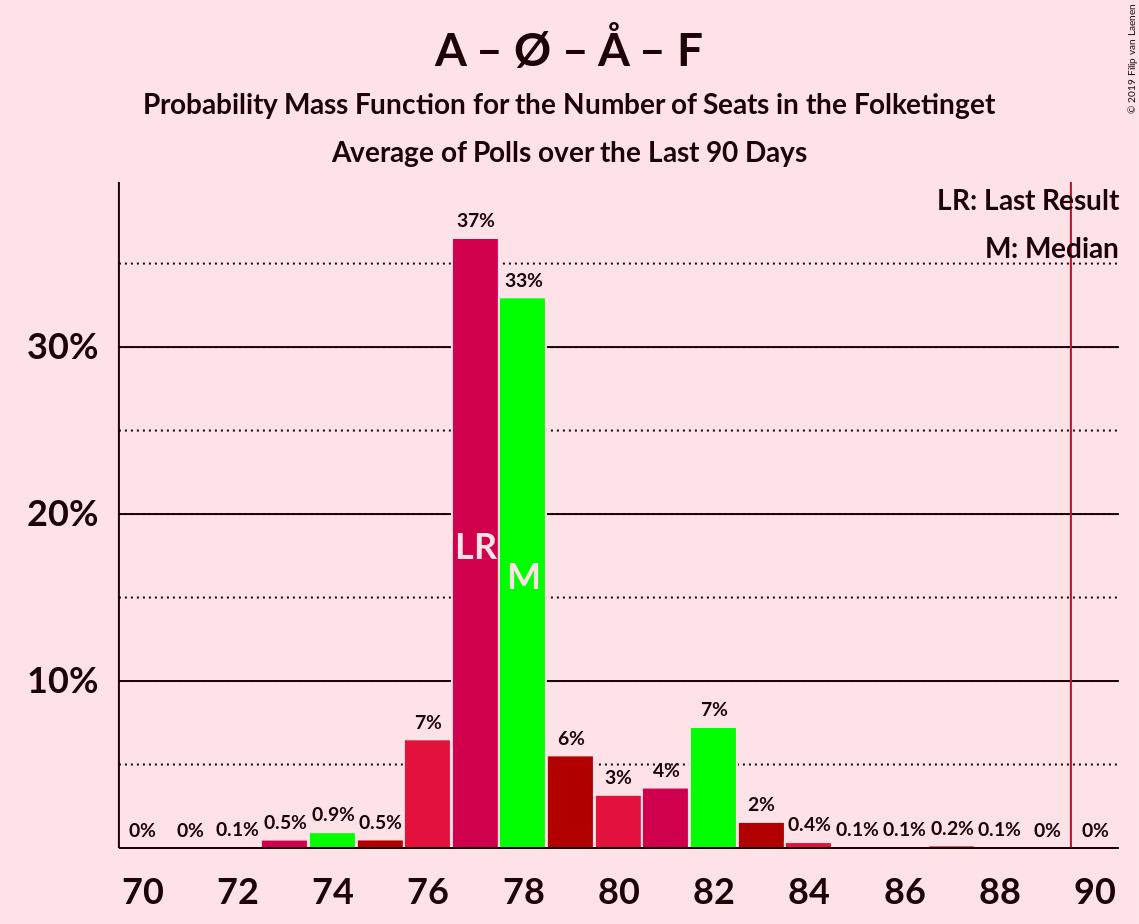 A – Ø – Å – F
Probability Mass Function for the Number of Seats in the Folketinget
Average of Polls over the Last 90 Days
© 2019 Filip van Laenen
LR: Last Result
M: Median
30%
20%
10%
0% 0% 0.1% 0.5% 0.9% 0.5% 7% 37% 33% 6% 3% 4% 7% 2% 0.4% 0.1% 0.1% 0.2% 0.1% 0% 0%
LR
M
70 72 74 76 78 80 82 84 86 88 90